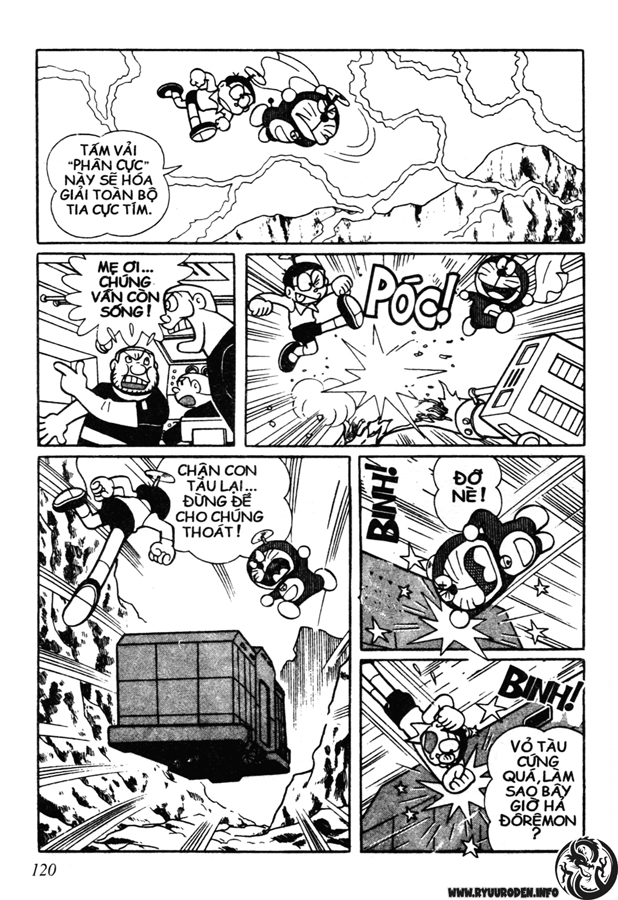 TẤM VẢI
"PHÂN CỰC"
NÀY SẼ HÓA
GIẢI TOÀN BỘ
TIA CỰC TÍM.
MẸ ƠI...
CHÚNG
VẪN CÒN
SỐNG!
PÓC!
CHẬN CON
TÀU LẠI...
ĐỪNG ĐỂ
CHO CHÚNG
THOÁT!
BINH!
ĐỠ
NÈ!
BINH!
VỎ TÀU
CỨNG
QUÁ, LÀM
SAO BÂY
GIỜ HẢ
ĐÔRÊMON
?
120
WWW.RYUURODEN.INFO